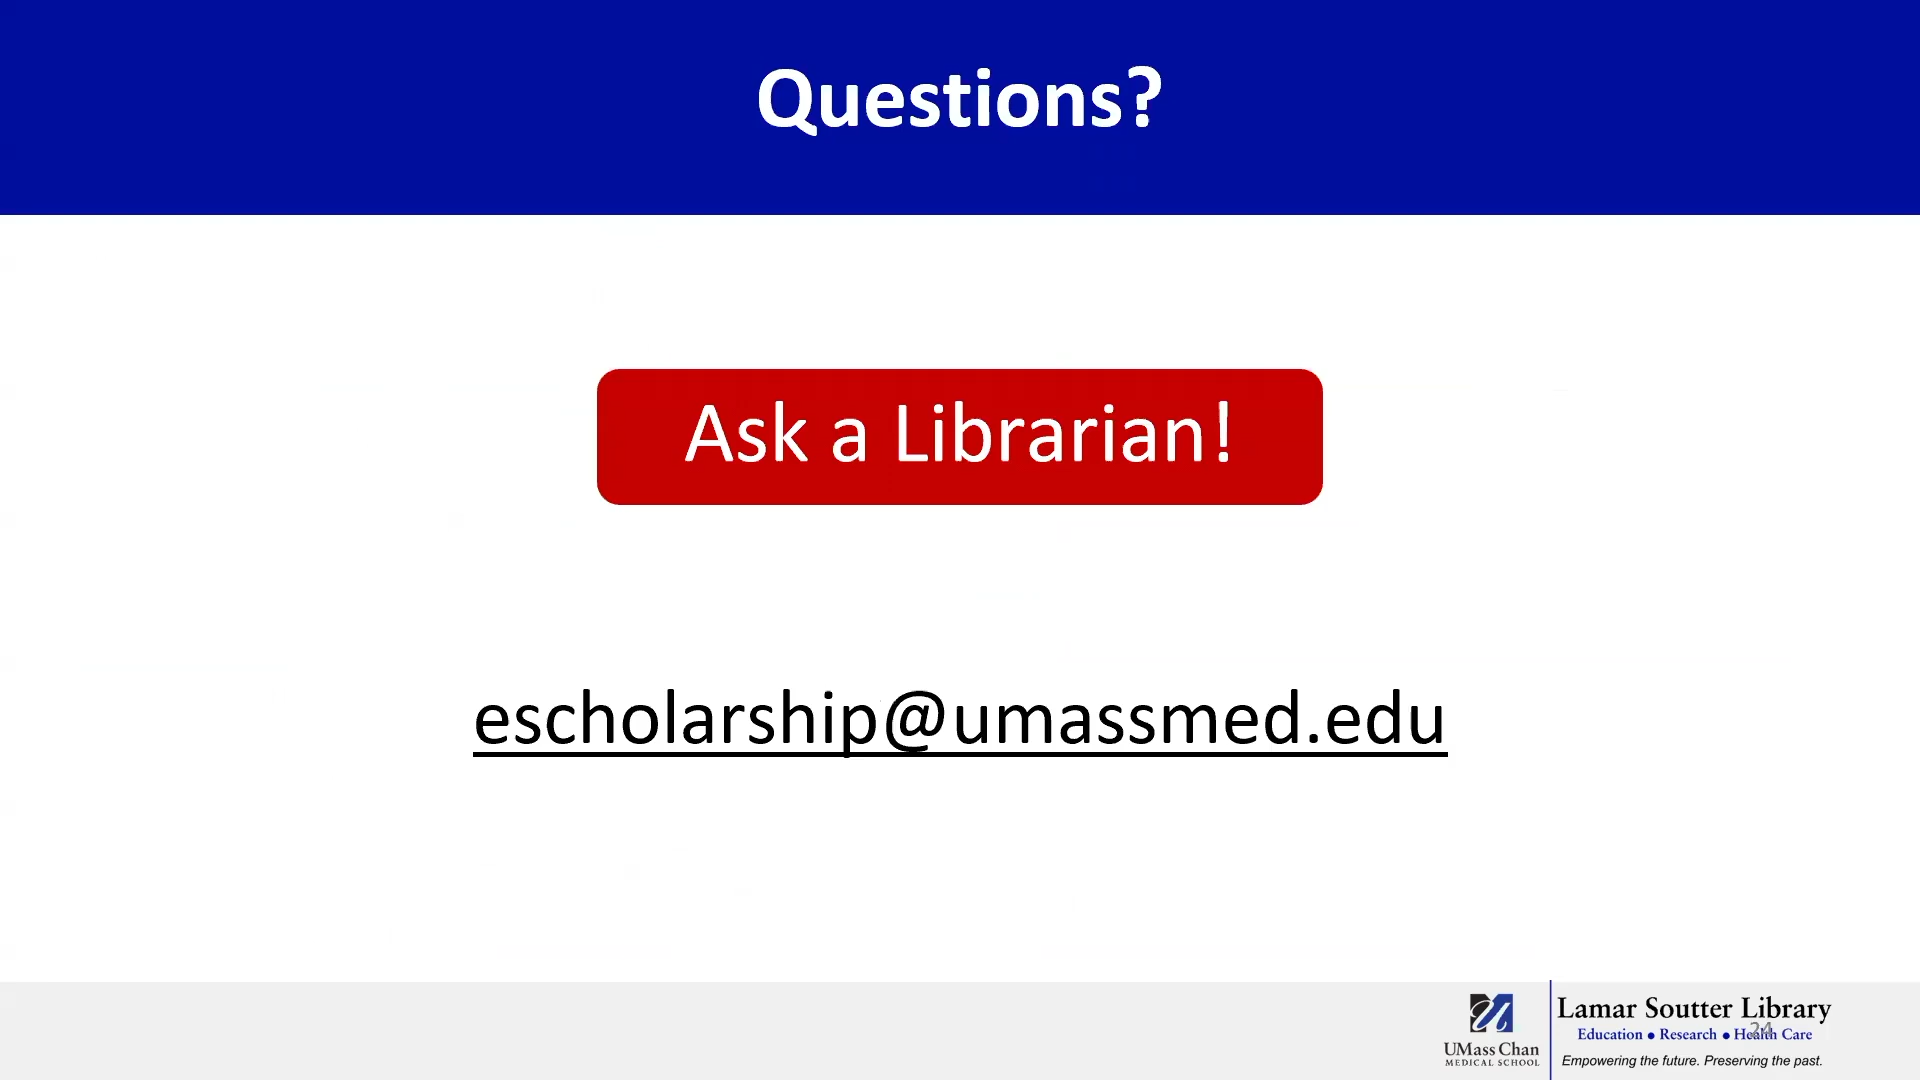 Questions?
Ask a Librarian!
escholarship@umassmed.edu
UMass Chan
MEDICAL SCHOOL
Lamar Soutter Library
Education ● Research ● Health Care
24
Empowering the future. Preserving the past.